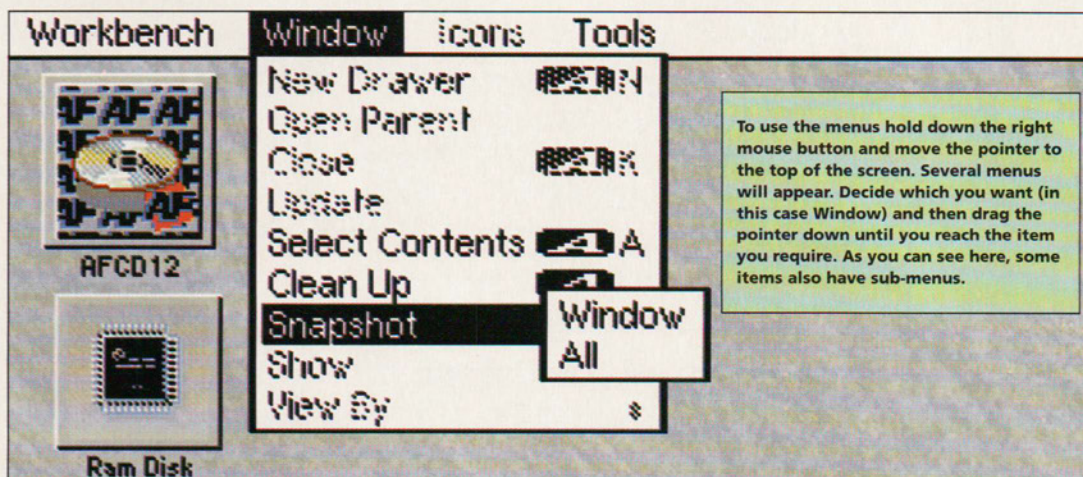 Workbench Window Icons Tools
New Drawer N
Open Parent
Close K
Update
Select Contents A
Clean Up
Snapshot
Show
View By »
Window
All
AF AF AF
AFCD12
Ram Disk
To use the menus hold down the right
mouse button and move the pointer to
the top of the screen. Several menus
will appear. Decide which you want (in
this case Window) and then drag the
pointer down until you reach the item
you require. As you can see here, some
items also have sub-menus.